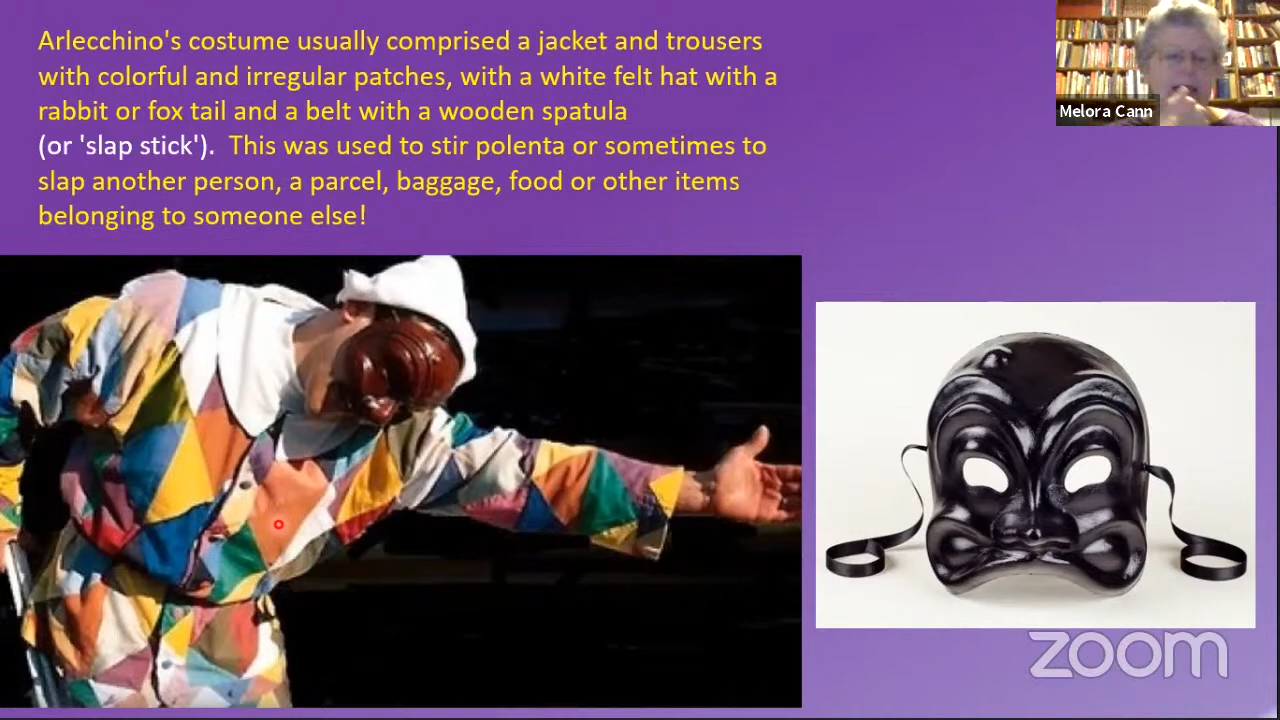 Arlecchino's costume usually comprised a jacket and trousers
with colorful and irregular patches, with a white felt hat with a
rabbit or fox tail and a belt with a wooden spatula
(or 'slap stick').  This was used to stir polenta or sometimes to
slap another person, a parcel, baggage, food or other items
belonging to someone else!
Melora Cann
zoom